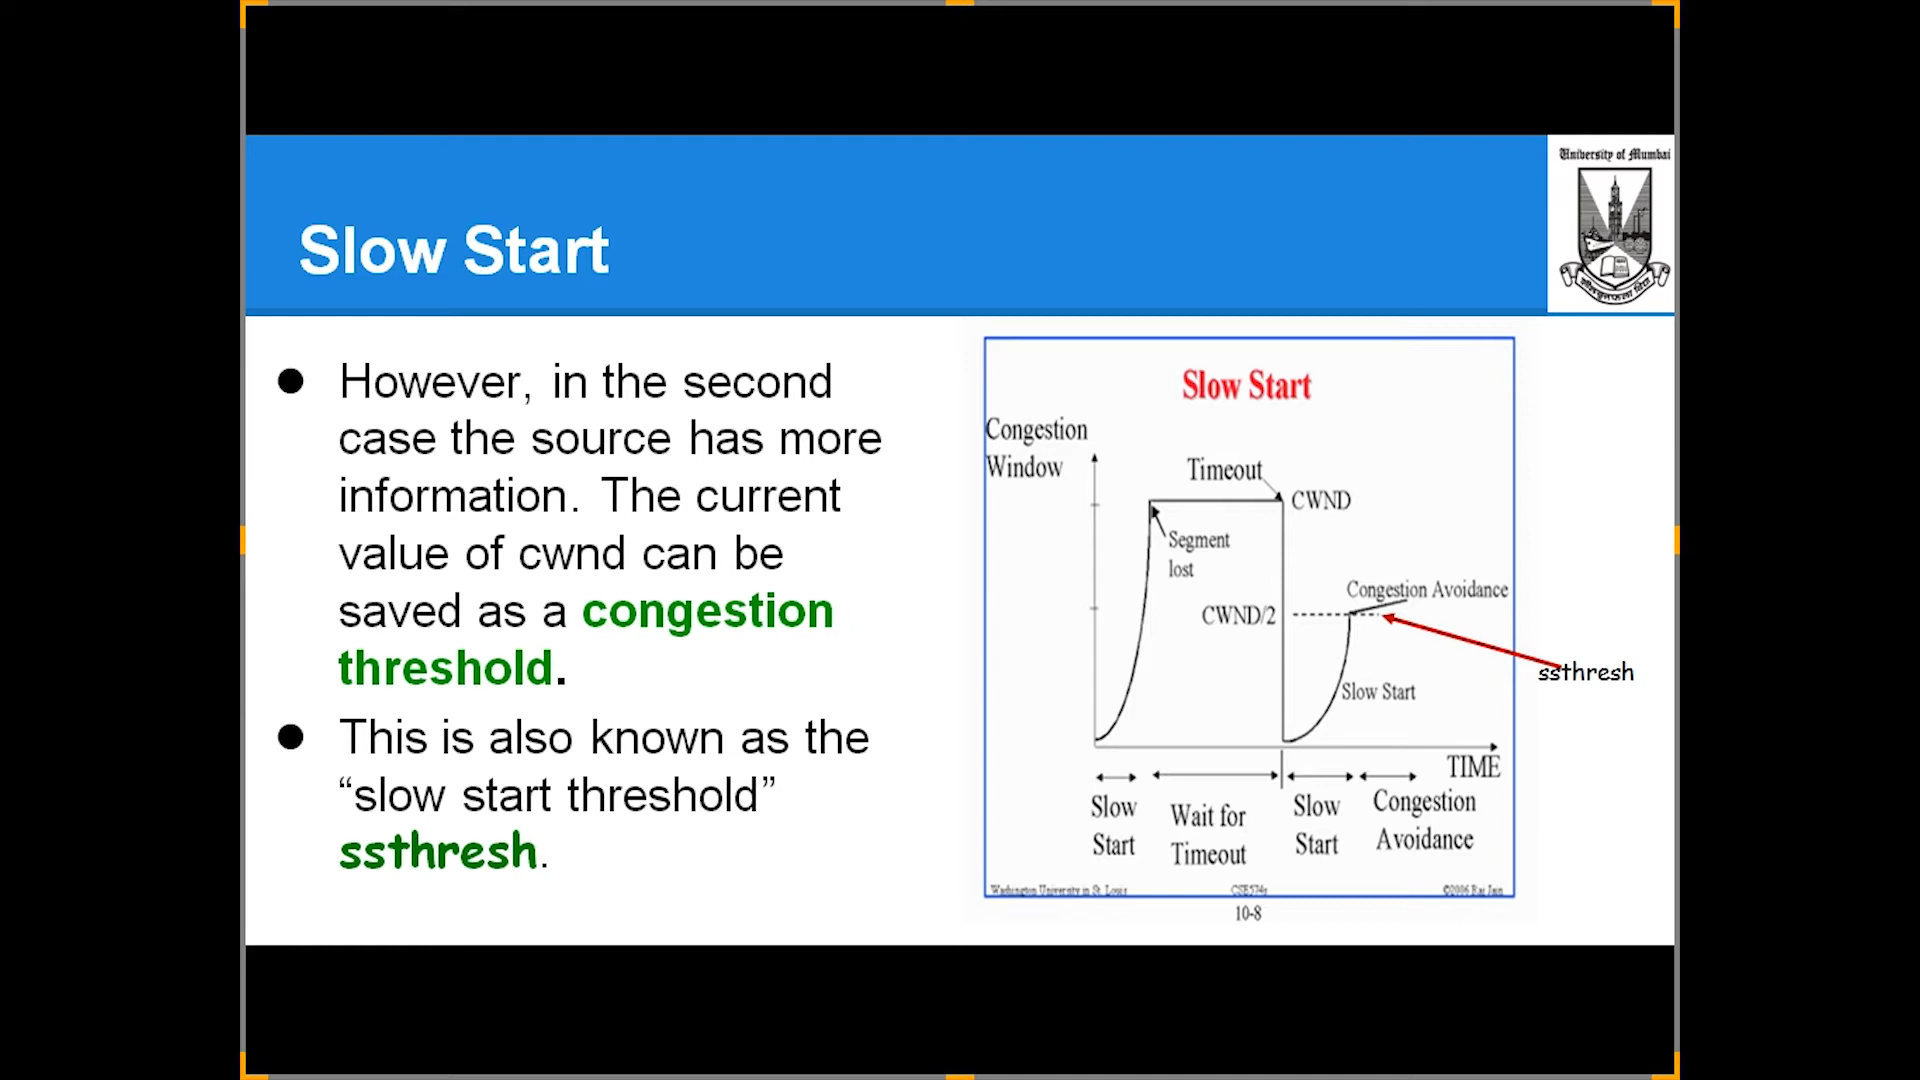 University of Mumbai
Slow Start
● However, in the second
case the source has more
information. The current
value of cwnd can be
saved as a congestion
threshold.
● This is also known as the
“slow start threshold”
ssthresh.
Slow Start
Congestion
Window
Timeout
CWND
Segment
lost
Congestion Avoidance
CWND/2
ssthresh
Slow Start
TIME
Slow
Start
Wait for
Timeout
Slow
Start
Congestion
Avoidance
Washington University in St. Louis
CSE574s
©2006 Raj Jain
10-8